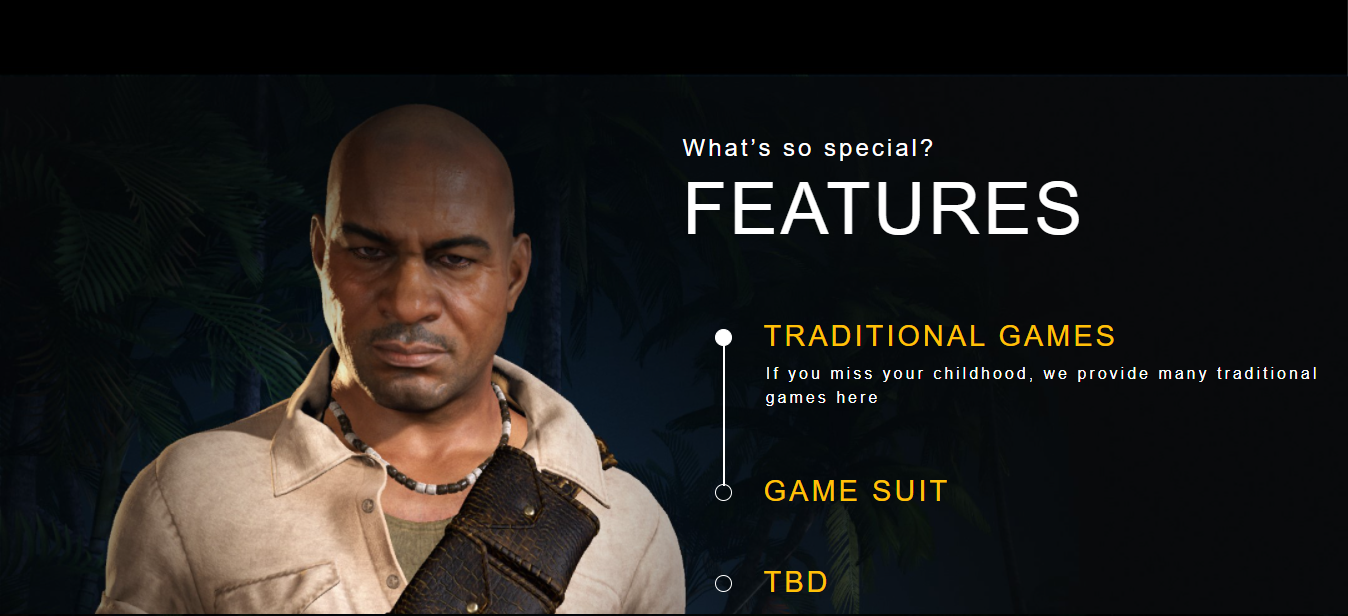 What’s so special?
FEATURES
TRADITIONAL GAMES
If you miss your childhood, we provide many traditional
games here
GAME SUIT
TBD